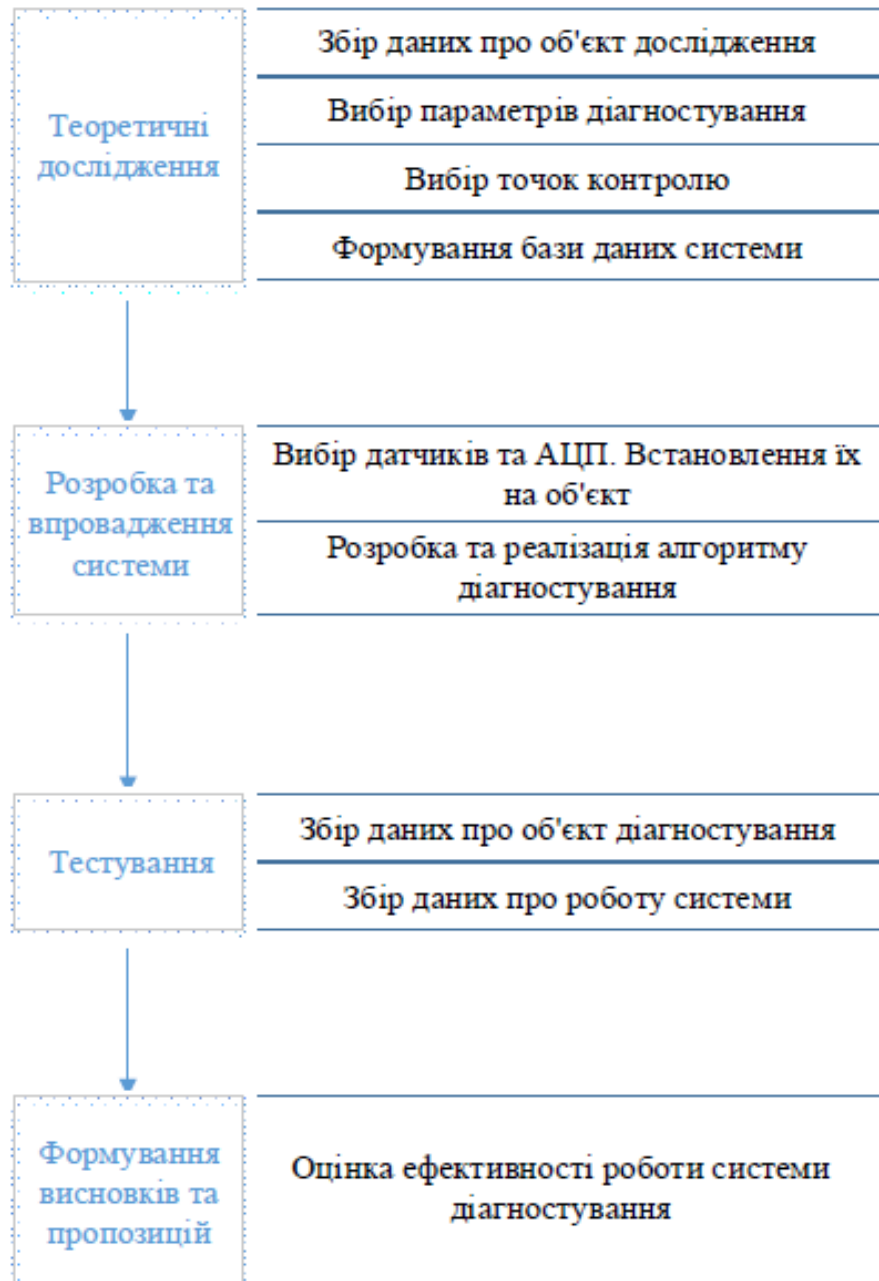 Теоретичні
дослідження
Збір даних про об'єкт дослідження
Вибір параметрів діагностування
Вибір точок контролю
Формування бази даних системи
Розробка та
впровадження
системи
Вибір датчиків та АЦП. Встановлення їх
на об'єкт
Розробка та реалізація алгоритму
діагностування
Тестування
Збір даних про об'єкт діагностування
Збір даних про роботу системи
Формування
висновків та
пропозицій
Оцінка ефективності роботи системи
діагностування